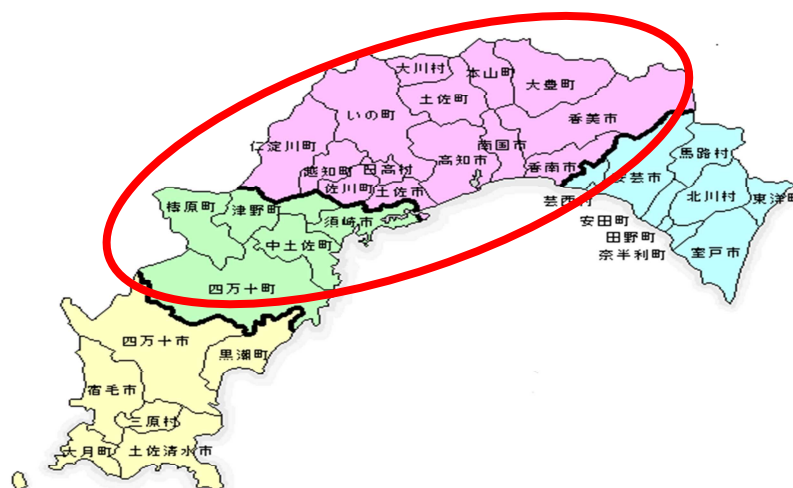 大川村
本山町
大豊町
土佐町
いの町
香美市
仁淀川町
南国市
高知市
越知町
日高村
香南市
佐川町
土佐市
馬路村
安芸市
北川村
東洋町
芸西村
安田町
田野町
奈半利町
室戸市
梼原町
津野町
須崎市
中土佐町
四万十町
四万十市
黒潮町
宿毛市
三原村
大月町
土佐清水市